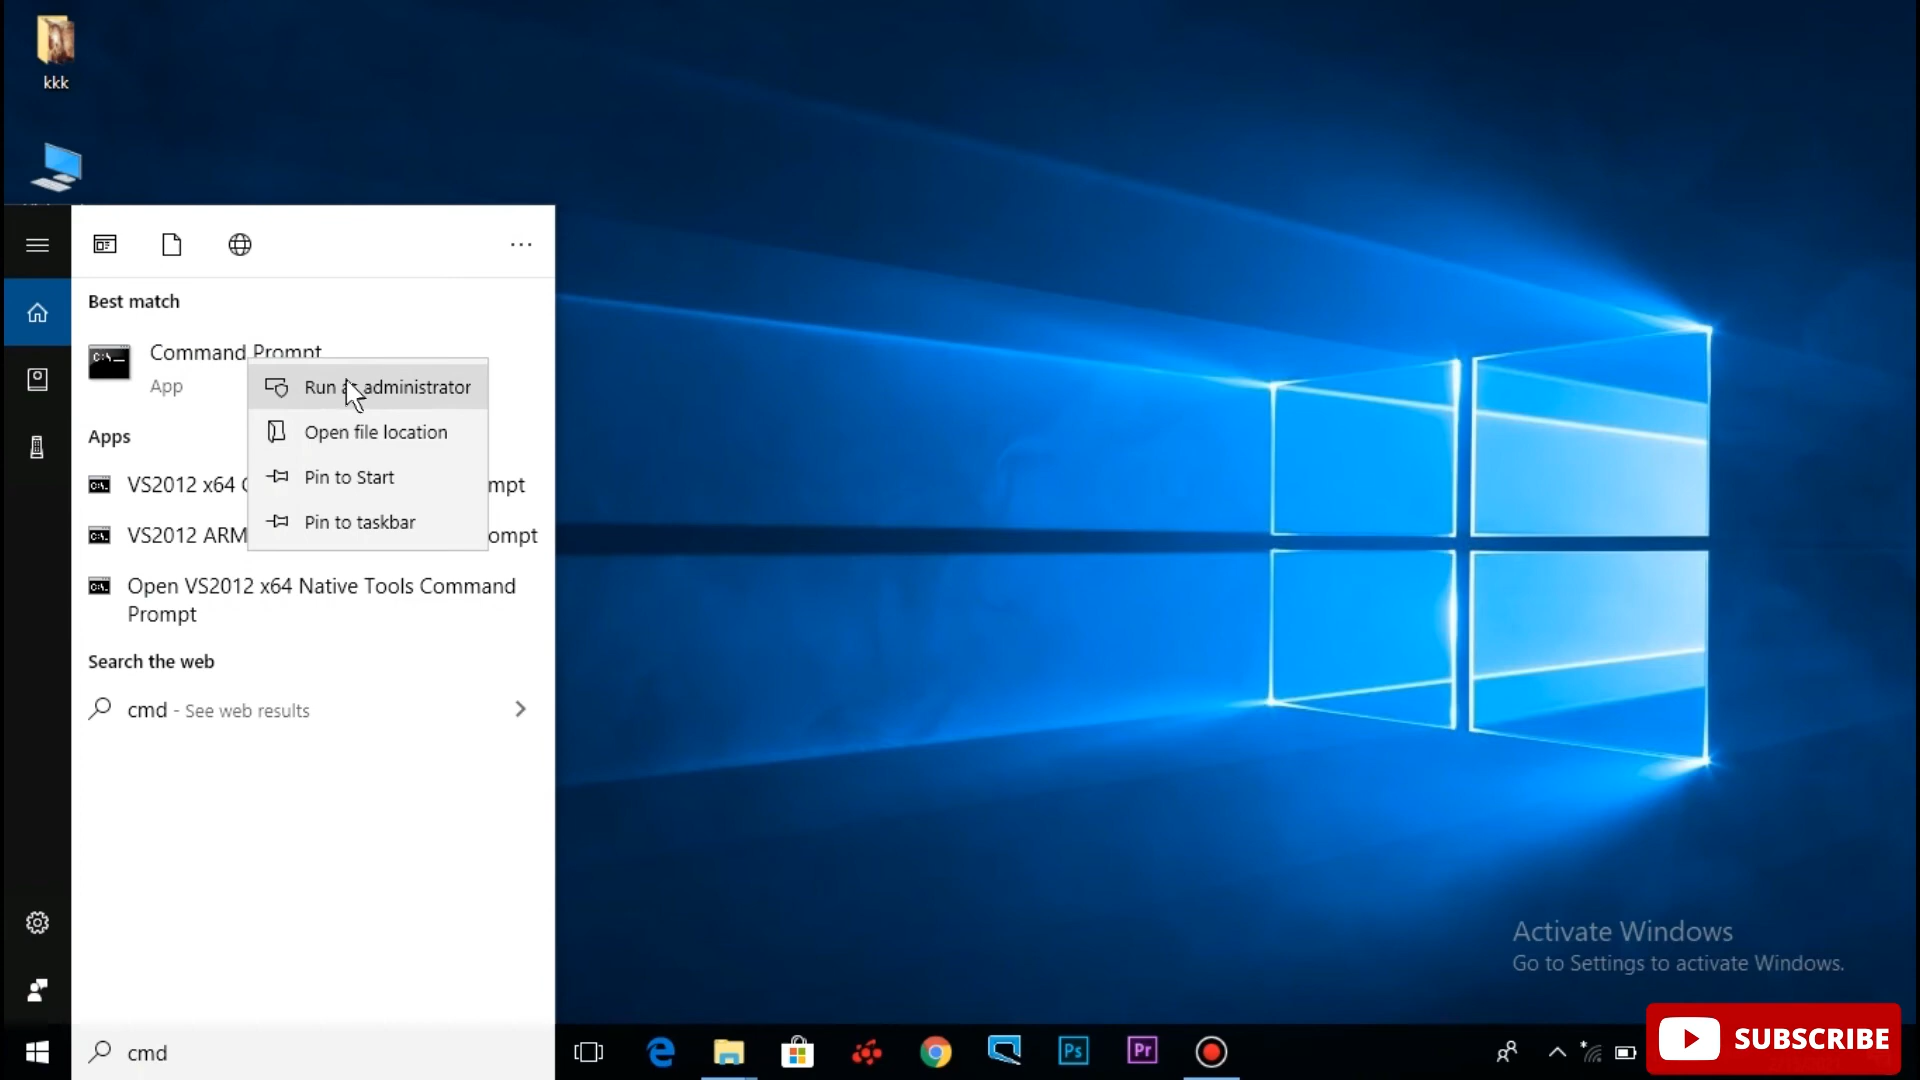 kkk
Best match
Command Prompt
App
Run as administrator
Open file location
Pin to Start
Pin to taskbar
Apps
VS2012 x64 mpt
VS2012 ARM ompt
Open VS2012 x64 Native Tools Command
Prompt
Search the web
cmd - See web results
Activate Windows
Go to Settings to activate Windows.
cmd
Ps
Pr
SUBSCRIBE